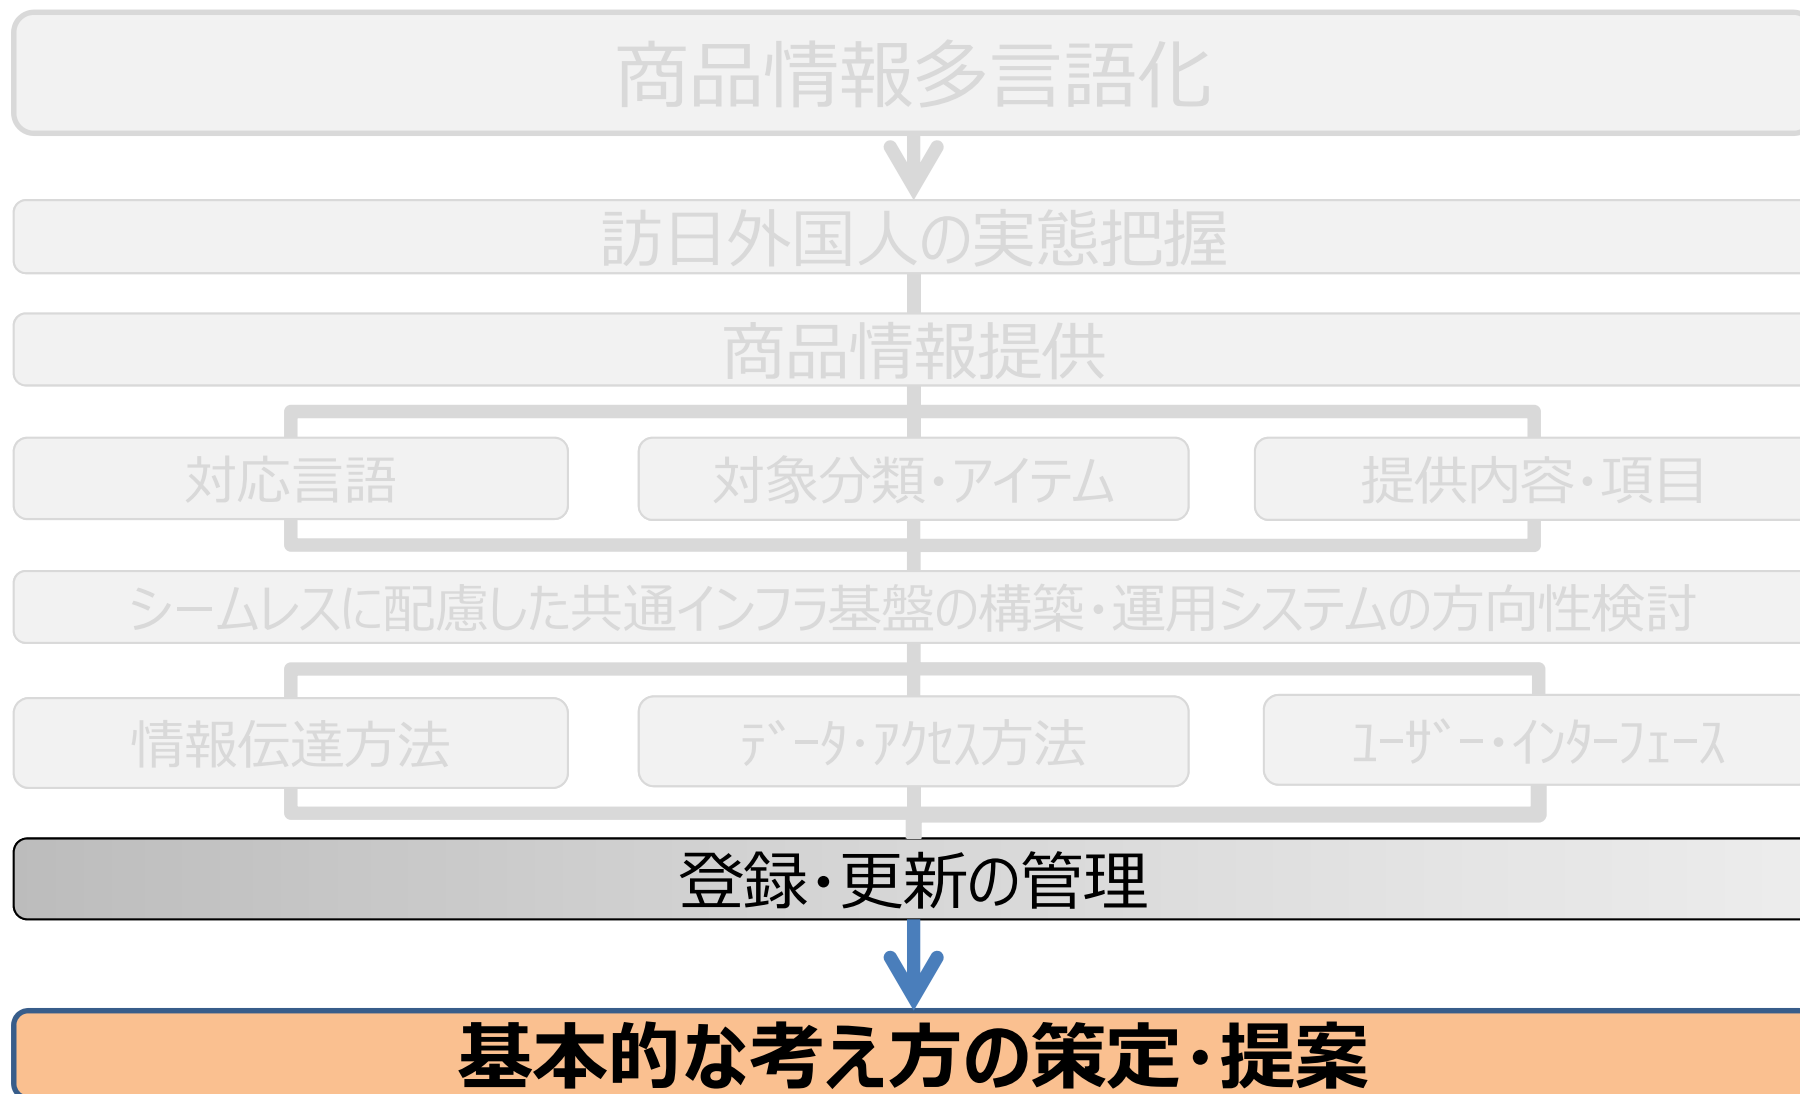 商品情報多言語化
訪日外国人の実態把握
商品情報提供
対応言語
対象分類・アイテム
提供内容・項目
シームレスに配慮した共通インフラ基盤の構築・運用システムの方向性検討
情報伝達方法
ﾃﾞｰﾀ・ｱｸｾｽ方法
ﾕｰｻﾞｰ・ｲﾝﾀｰﾌｪｰｽ
登録・更新の管理
基本的な考え方の策定・提案